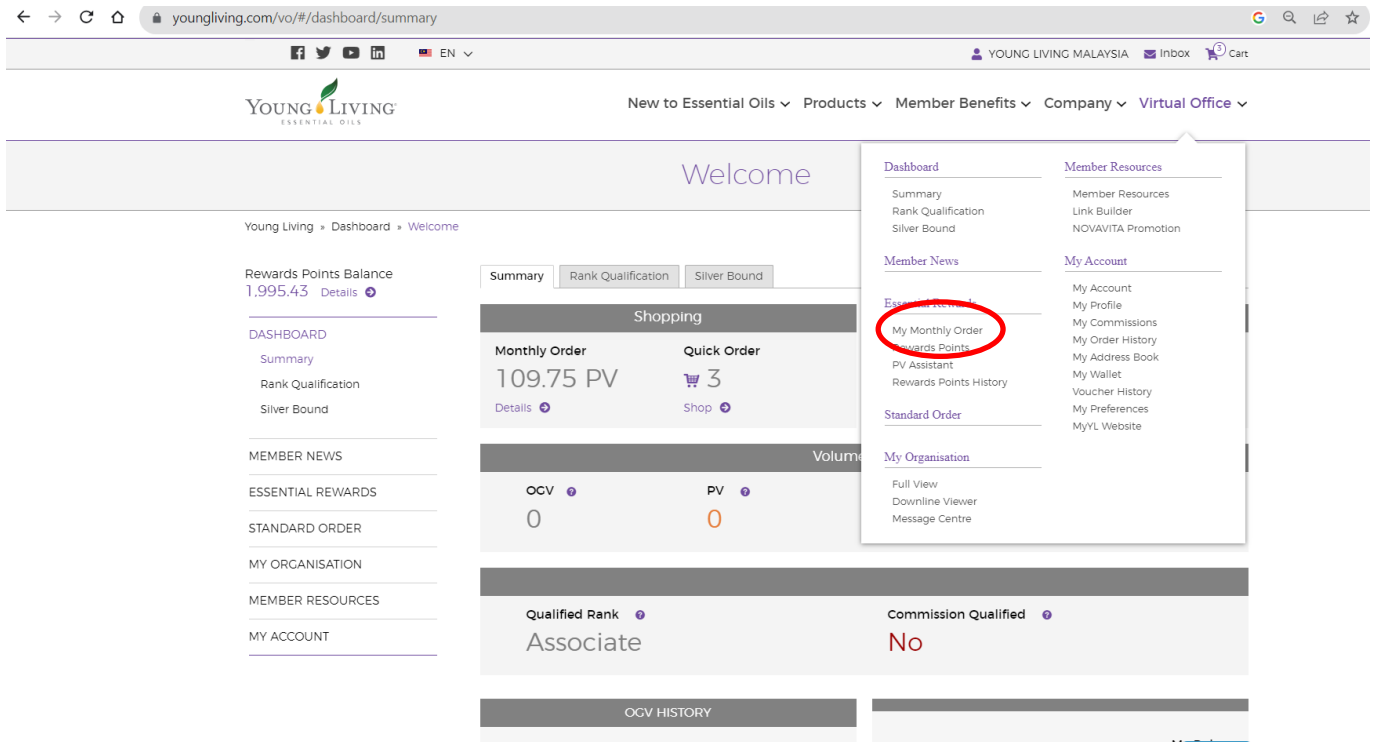 youngliving.com/vo/#/dashboard/summary
G
EN
YOUNG LIVING MALAYSIA Inbox 3 Cart
YOUNG LIVING
ESSENTIAL OILS
New to Essential Oils Products Member Benefits Company Virtual Office
Welcome
Young Living » Dashboard » Welcome
Rewards Points Balance
1,995.43 Details
DASHBOARD
Summary
Rank Qualification
Silver Bound
MEMBER NEWS
ESSENTIAL REWARDS
STANDARD ORDER
MY ORGANISATION
MEMBER RESOURCES
MY ACCOUNT
Summary Rank Qualification Silver Bound
Shopping
Monthly Order Quick Order
109.75 PV 3
Details Shop
Volume
OGV ? PV ?
0 0
Qualified Rank ? Commission Qualified ?
Associate No
OGV HISTORY
Dashboard
Summary
Rank Qualification
Silver Bound
Member News
Essential Rewards
My Monthly Order
Rewards Points
PV Assistant
Rewards Points History
Standard Order
My Organisation
Full View
Downline Viewer
Message Centre
Member Resources
Member Resources
Link Builder
NOVAVITA Promotion
My Account
My Account
My Profile
My Commissions
My Order History
My Address Book
My Wallet
Voucher History
My Preferences
MyYL Website